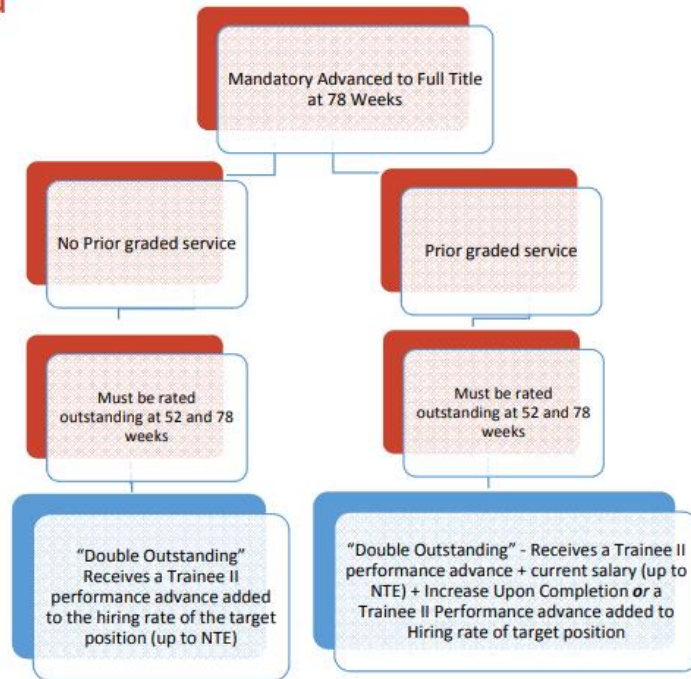 Mandatory Advanced to Full Title
at 78 Weeks
No Prior graded service
Prior graded service
Must be rated
outstanding at 52 and 78
weeks
Must be rated
outstanding at 52 and 78
weeks
“Double Outstanding”
Receives a Trainee II
performance advance added
to the hiring rate of the target
position (up to NTE)
“Double Outstanding” - Receives a Trainee II
performance advance + current salary (up to
NTE) + Increase Upon Completion or a
Trainee II Performance advance added to
Hiring rate of target position